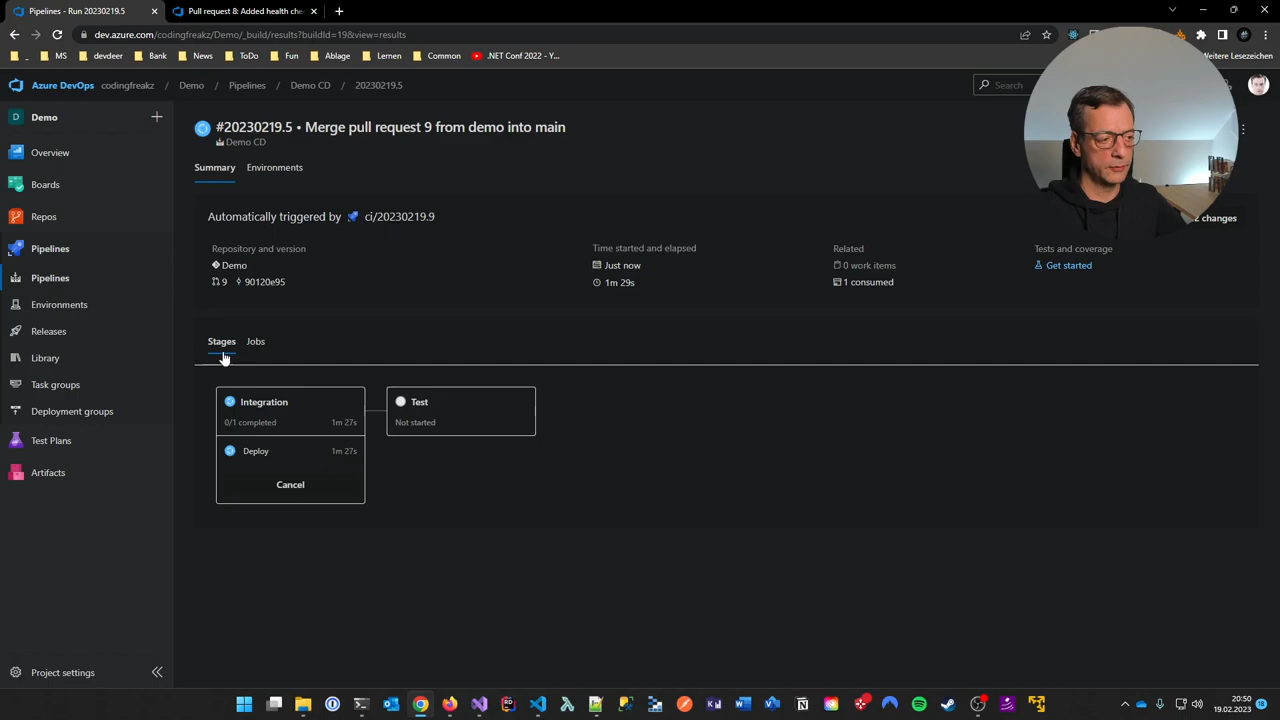 Pipelines - Run 20230219.5
Pull request & Added health che
dev.azure.com/codingfreakz/Demo/_build/results?buildId=19&view=results
_
MS
devdeer
Bank
News
ToDo
Fun
Ablage
Lernen
Common
.NET Conf 2022 - Y...
Weitere Lesezeichen
Azure DevOps
codingfreakz
Demo
Pipelines
Demo CD
20230219.5
Search
D
Demo
Overview
Boards
Repos
Pipelines
Pipelines
Environments
Releases
Library
Task groups
Deployment groups
Test Plans
Artifacts
Project settings
#20230219.5 • Merge pull request 9 from demo into main
Demo CD
Summary
Environments
Automatically triggered by ci/20230219.9
2 changes
Repository and version
Demo
9 90120e95
Time started and elapsed
Just now
1m 29s
Related
0 work items
1 consumed
Tests and coverage
Get started
Stages
Jobs
Integration
0/1 completed 1m 27s
Deploy 1m 27s
Cancel
Test
Not started
20:50
19.02.2023